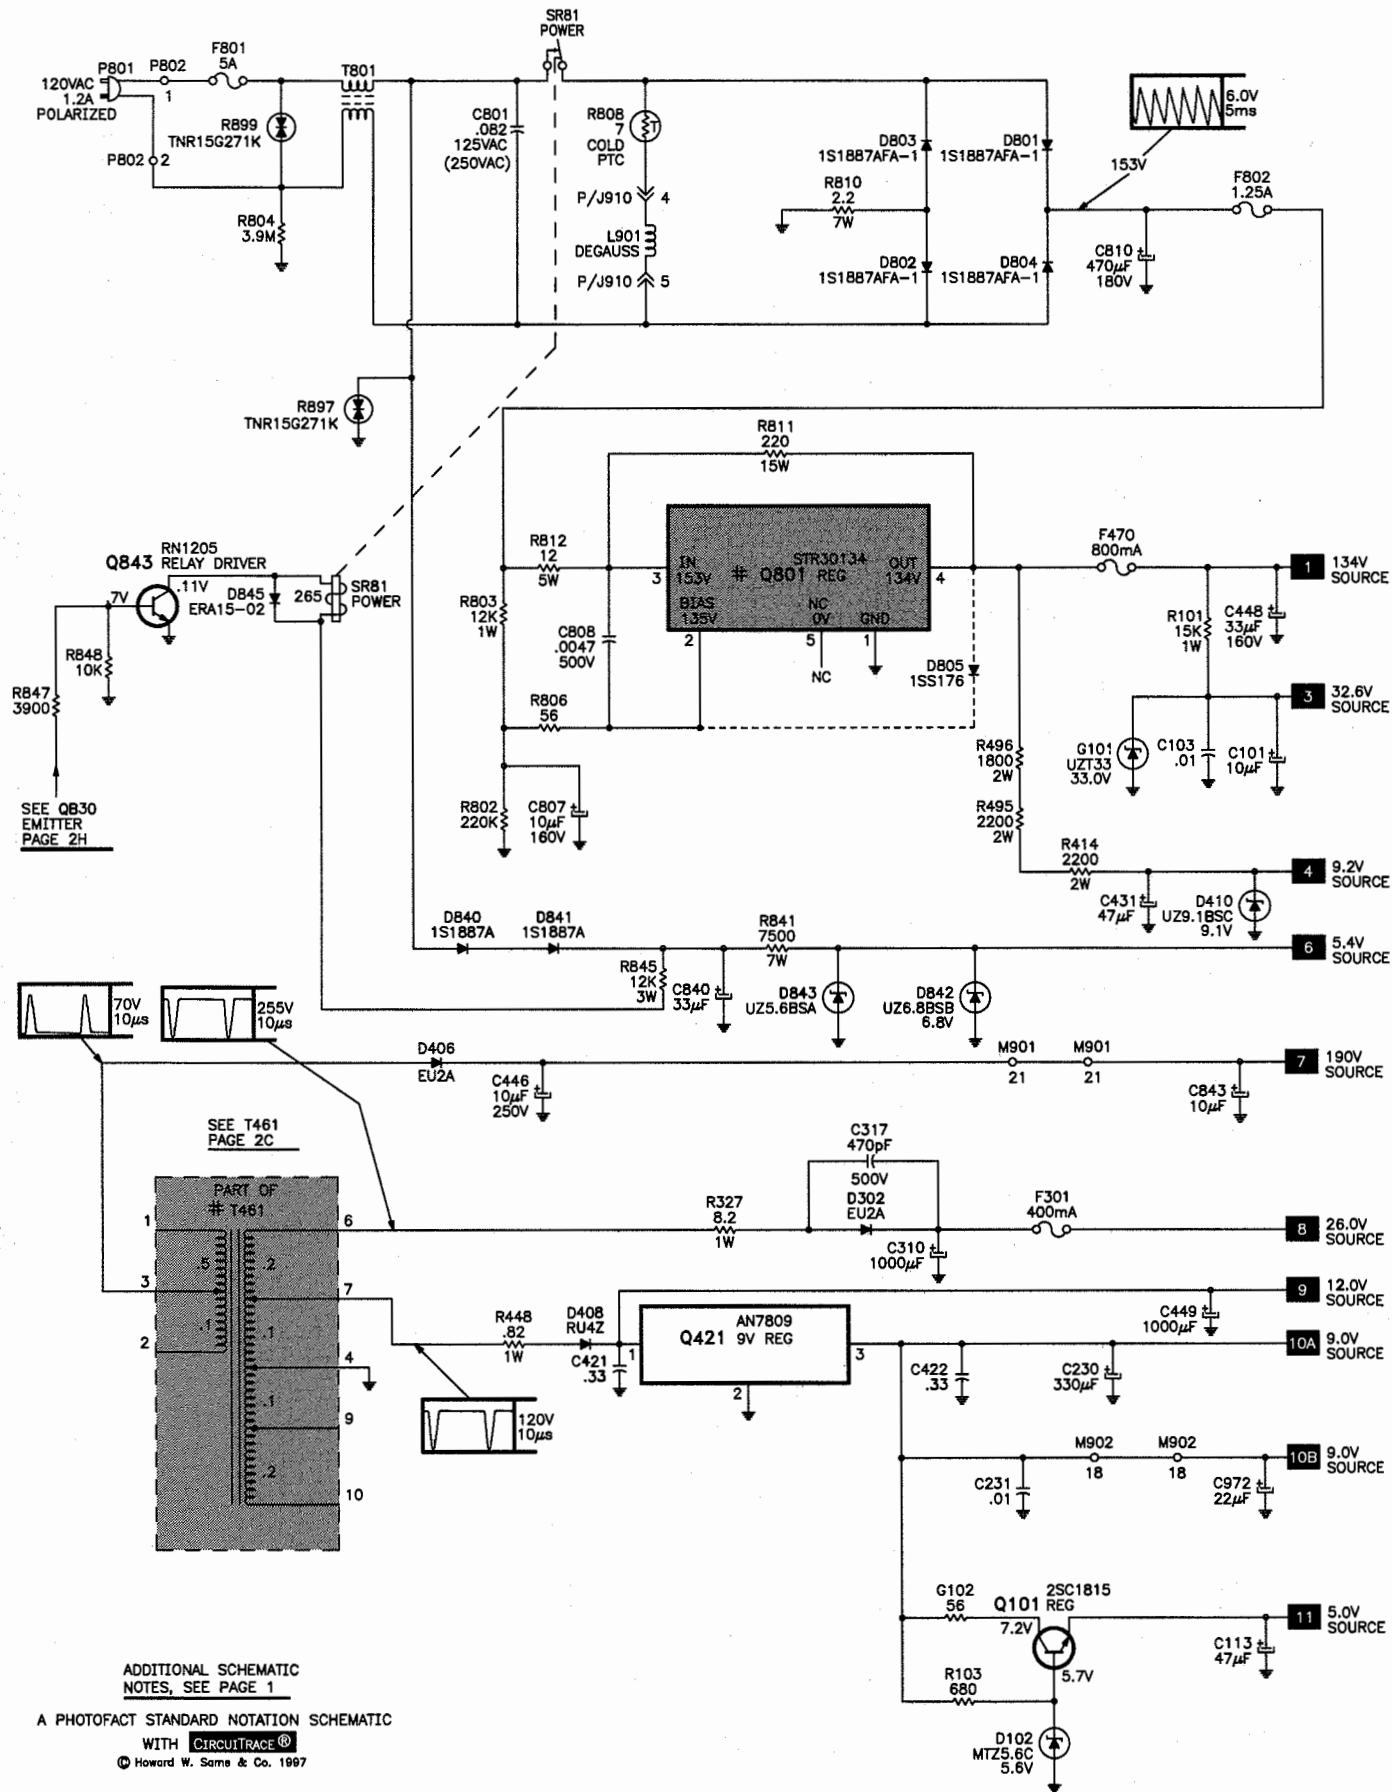 SR81
POWER
P801
P802
F801
5A
T801
120VAC
1.2A
POLARIZED
1
R899
TNR15G271K
P802
2
R804
3.9M
C801
.082
125VAC
(250VAC)
R808
7
COLD
PTC
T
P/J910
4
L901
DEGAUSS
P/J910
5
D803
1S1887AFA-1
D801
1S1887AFA-1
R810
2.2
7W
D802
1S1887AFA-1
D804
1S1887AFA-1
6.0V
5ms
153V
F802
1.25A
C810
470µF
180V
R897
TNR15G271K
R811
220
15W
R812
12
5W
3
IN
153V
STR30134
# Q801 REG
OUT
134V
4
BIAS
135V
NC
0V
GND
2
5
1
NC
F470
800mA
1
134V
SOURCE
Q843
RN1205
RELAY DRIVER
.11V
D845
ERA15-02
265
SR81
POWER
7V
R848
10K
R847
3900
SEE QB30
EMITTER
PAGE 2H
R803
12K
1W
C808
.0047
500V
R806
56
D805
1SS176
R101
15K
1W
C448
33µF
160V
3
32.6V
SOURCE
G101
UZT33
33.0V
C103
.01
C101
10µF
R802
220K
C807
10µF
160V
R496
1800
2W
R495
2200
2W
R414
2200
2W
4
9.2V
SOURCE
C431
47µF
D410
UZ9.1BSC
9.1V
D840
1S1887A
D841
1S1887A
R841
7500
7W
6
5.4V
SOURCE
R845
12K
3W
C840
33µF
D843
UZ5.6BSA
D842
UZ6.8BSB
6.8V
70V
10µs
255V
10µs
D406
EU2A
C446
10µF
250V
M901
21
M901
21
7
190V
SOURCE
C843
10µF
SEE T461
PAGE 2C
PART OF
# T461
1
6
.5
.2
3
7
.1
.1
2
4
.1
9
.2
10
C317
470pF
500V
R327
8.2
1W
D302
EU2A
C310
1000µF
F301
400mA
8
26.0V
SOURCE
9
12.0V
SOURCE
C449
1000µF
R448
.82
1W
D408
RU4Z
C421
.33
1
Q421
AN7809
9V REG
3
2
C422
.33
C230
330µF
10A
9.0V
SOURCE
120V
10µs
C231
.01
M902
18
M902
18
C972
22µF
10B
9.0V
SOURCE
G102
56
Q101
2SC1815
REG
7.2V
5.7V
R103
680
11
5.0V
SOURCE
C113
47µF
D102
MTZ5.6C
5.6V
ADDITIONAL SCHEMATIC
NOTES, SEE PAGE 1
A PHOTOFACT STANDARD NOTATION SCHEMATIC
WITH CIRCUITRACE®
© Howard W. Sams & Co. 1997